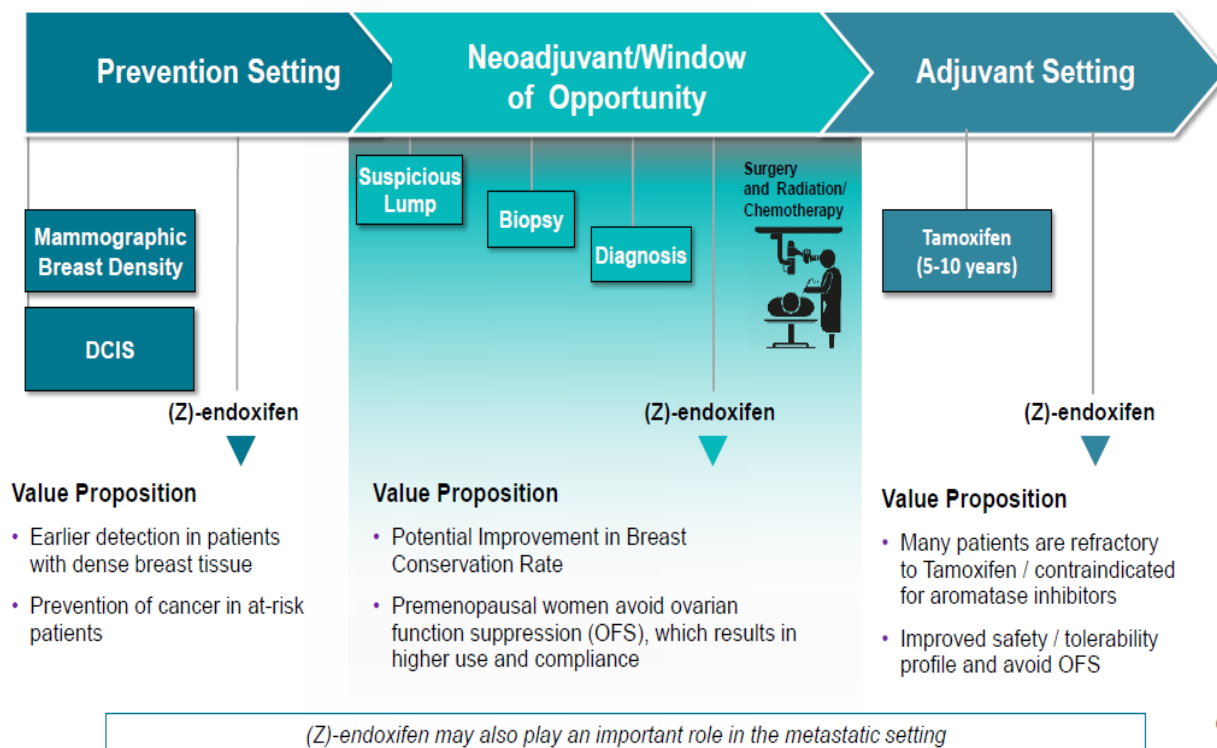 Prevention Setting
Neoadjuvant/Window
of Opportunity
Adjuvant Setting
Mammographic
Breast Density
DCIS
(Z)-endoxifen
Value Proposition
• Earlier detection in patients
with dense breast tissue
• Prevention of cancer in at-risk
patients
Suspicious
Lump
Biopsy
Diagnosis
Surgery
and Radiation/
Chemotherapy
(Z)-endoxifen
Value Proposition
• Potential Improvement in Breast
Conservation Rate
• Premenopausal women avoid ovarian
function suppression (OFS), which results in
higher use and compliance
Tamoxifen
(5-10 years)
(Z)-endoxifen
Value Proposition
• Many patients are refractory
to Tamoxifen / contraindicated
for aromatase inhibitors
• Improved safety / tolerability
profile and avoid OFS
(Z)-endoxifen may also play an important role in the metastatic setting